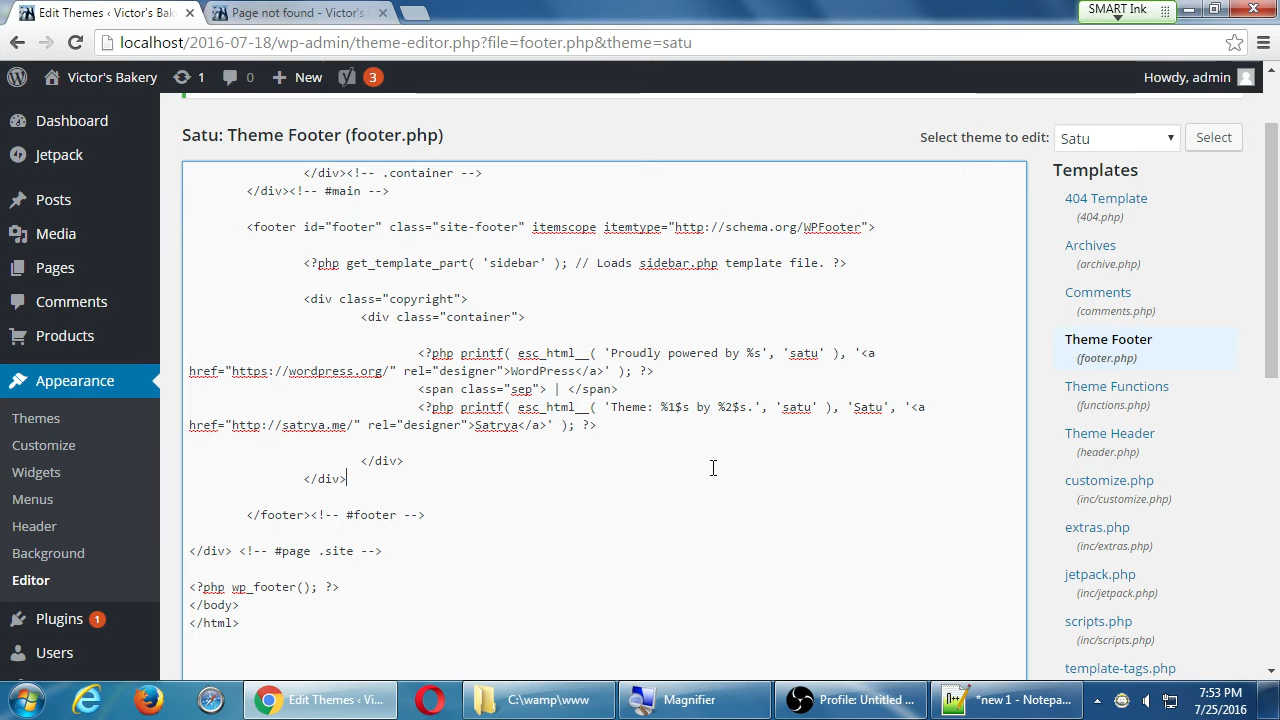 Edit Themes ‹ Victor's Bak
Page not found - Victor's
SMART Ink
localhost/2016-07-18/wp-admin/theme-editor.php?file=footer.php&theme=satu
Victor's Bakery
1
0
New
3
Howdy, admin
Dashboard
Jetpack
Posts
Media
Pages
Comments
Products
Appearance
Themes
Customize
Widgets
Menus
Header
Background
Editor
Plugins 1
Users
Satu: Theme Footer (footer.php)
Select theme to edit:
Satu
Select
</div><!-- .container -->
</div><!-- #main -->
<footer id="footer" class="site-footer" itemscope itemtype="http://schema.org/WPFooter">
<?php get_template_part( 'sidebar' ); // Loads sidebar.php template file. ?>
<div class="copyright">
<div class="container">
<?php printf( esc_html__( 'Proudly powered by %s', 'satu' ), '<a
href="https://wordpress.org/" rel="designer">WordPress</a>' ); ?>
<span class="sep"> | </span>
<?php printf( esc_html__( 'Theme: %1$s by %2$s.', 'satu' ), 'Satu', '<a
href="http://satrya.me/" rel="designer">Satrya</a>' ); ?>
</div>
</div>
</footer><!-- #footer -->
</div> <!-- #page .site -->
<?php wp_footer(); ?>
</body>
</html>
Templates
404 Template
(404.php)
Archives
(archive.php)
Comments
(comments.php)
Theme Footer
(footer.php)
Theme Functions
(functions.php)
Theme Header
(header.php)
customize.php
(inc/customize.php)
extras.php
(inc/extras.php)
jetpack.php
(inc/jetpack.php)
scripts.php
(inc/scripts.php)
template-tags.php
Edit Themes ‹ Vi...
C:\wamp\www
Magnifier
Profile: Untitled ...
*new 1 - Notepa...
7:53 PM
7/25/2016